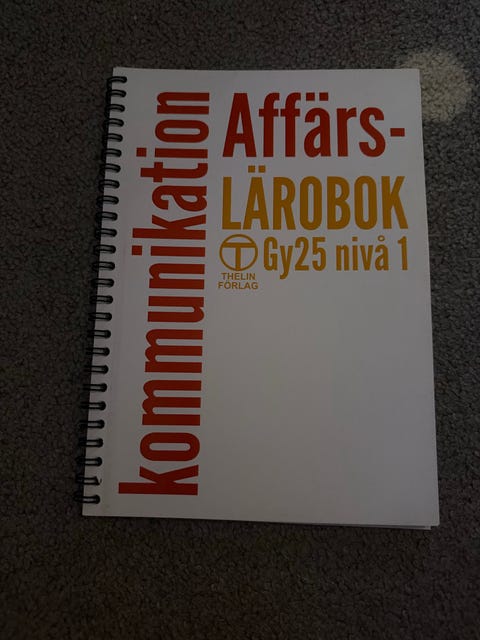 Affärs-
kommunikation
LÄROBOK
Gy25 nivå 1
THELIN
FÖRLAG